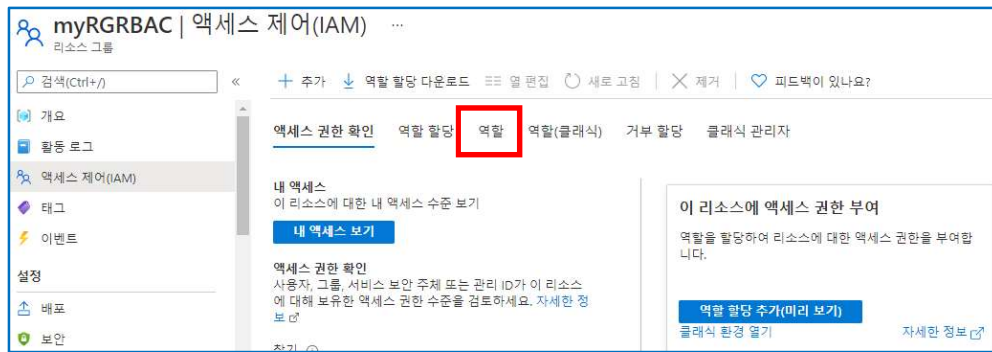 myRGRBAC | 액세스 제어(IAM) ...
리소스 그룹
검색(Ctrl+/)
«
추가 역할 할당 다운로드 열 편집 새로 고침 제거 피드백이 있나요?
개요
활동 로그
액세스 제어(IAM)
태그
이벤트
설정
배포
보안
액세스 권한 확인 역할 할당 역할 역할(클래식) 거부 할당 클래식 관리자
내 액세스
이 리소스에 대한 내 액세스 수준 보기
내 액세스 보기
액세스 권한 확인
사용자, 그룹, 서비스 보안 주체 또는 관리 ID가 이 리소스
에 대해 보유한 액세스 권한 수준을 검토하세요. 자세한 정
보
찾기
이 리소스에 액세스 권한 부여
역할을 할당하여 리소스에 대한 액세스 권한을 부여합
니다.
역할 할당 추가(미리 보기)
클래식 환경 열기 자세한 정보